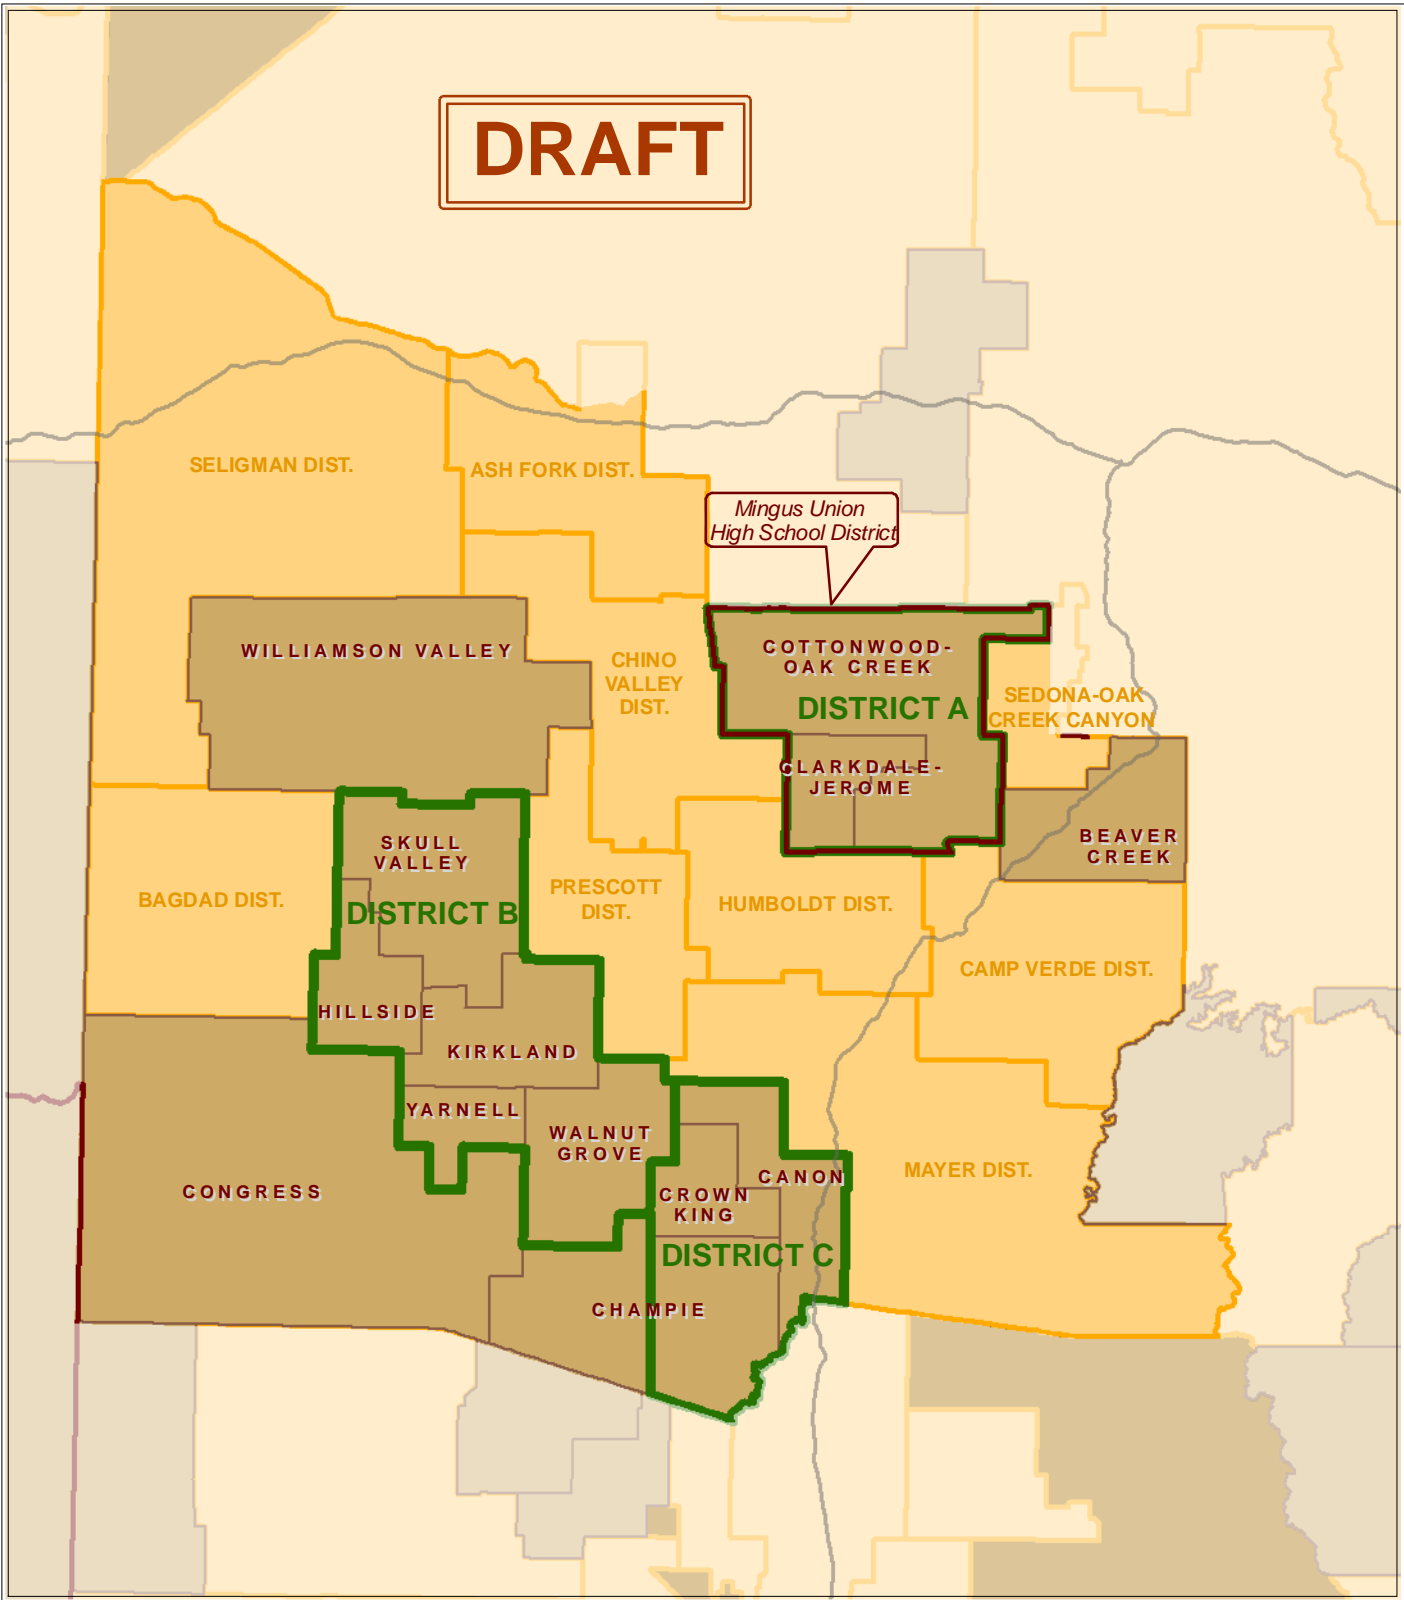 DRAFT
SELIGMAN DIST.
ASH FORK DIST.
Mingus Union
High School District
WILLIAMSON VALLEY
CHINO
VALLEY
DIST.
COTTONWOOD-
OAK CREEK
DISTRICT A
SEDONA-OAK
CREEK CANYON
CLARKDALE-
JEROME
BEAVER
CREEK
SKULL
VALLEY
BAGDAD DIST.
DISTRICT B
PRESCOTT
DIST.
HUMBOLDT DIST.
CAMP VERDE DIST.
HILLSIDE
KIRKLAND
YARNELL
WALNUT
GROVE
CONGRESS
CROWN
KING
CANON
MAYER DIST.
DISTRICT C
CHAMPIE